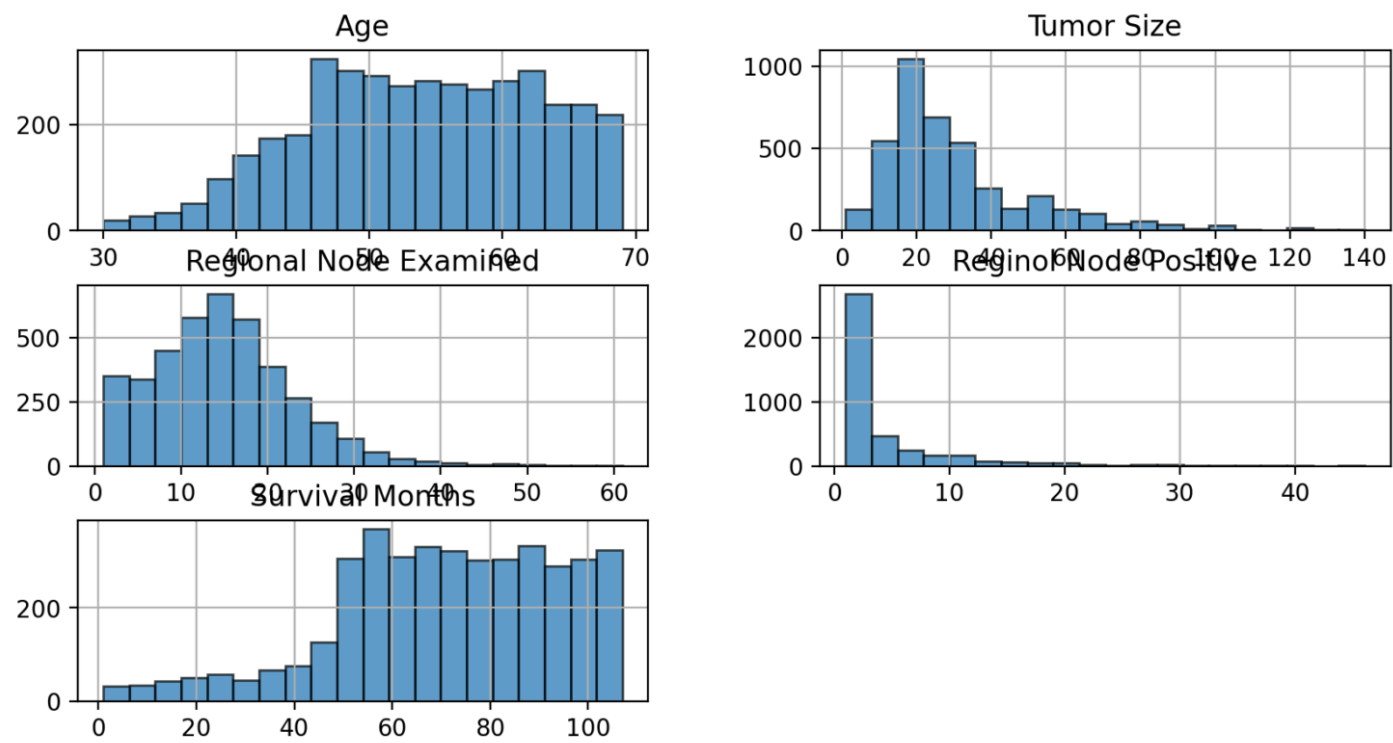 Age
200
0
30 40 50 60 70
Tumor Size
1000
500
0
0 20 40 60 80 100 120 140
Regional Node Examined
500
250
0
0 10 20 30 40 50 60
Reginol Node Positive
2000
1000
0
0 10 20 30 40
Survival Months
200
0
0 20 40 60 80 100